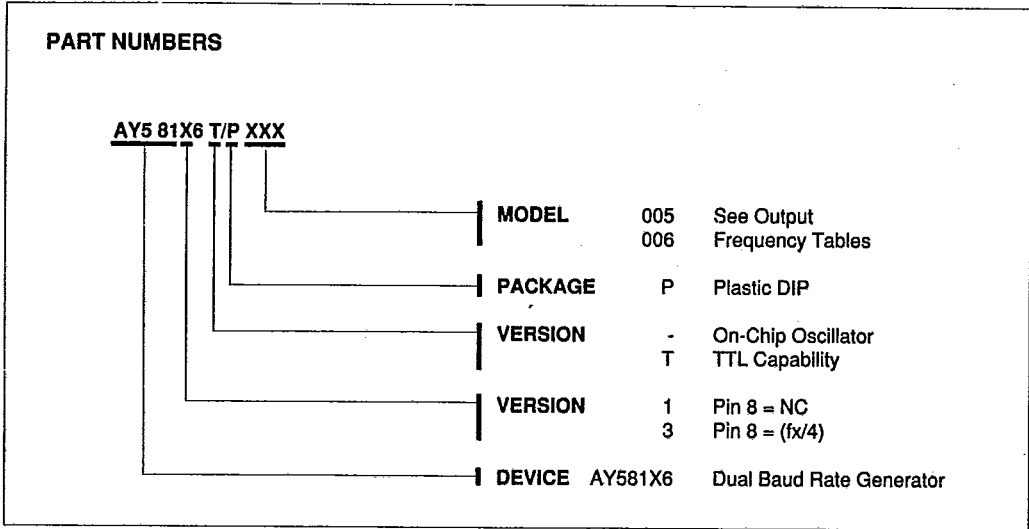 PART NUMBERS
AY5 81X6 T/P XXX
MODEL 005 See Output
006 Frequency Tables
PACKAGE P Plastic DIP
VERSION - On-Chip Oscillator
T TTL Capability
VERSION 1 Pin 8 = NC
3 Pin 8 = (fx/4)
DEVICE AY581X6 Dual Baud Rate Generator